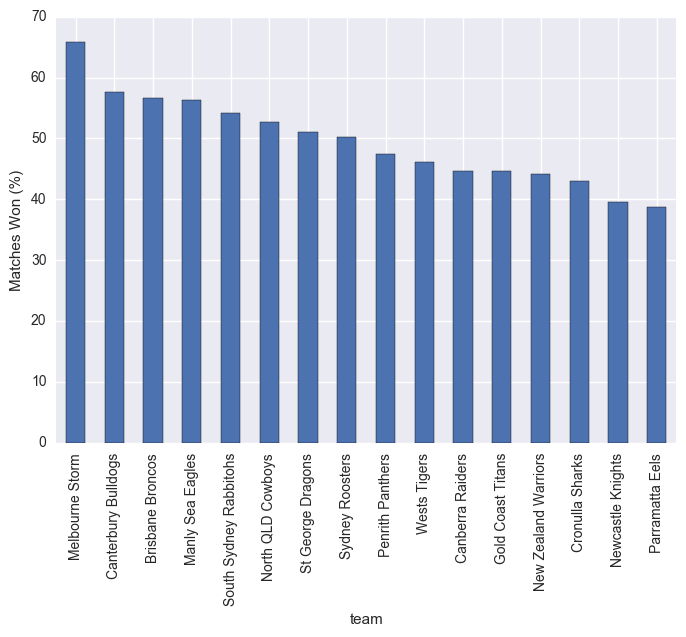 70
60
50
40
30
20
10
0
Matches Won (%)
Melbourne Storm
Canterbury Bulldogs
Brisbane Broncos
Manly Sea Eagles
South Sydney Rabbitohs
North QLD Cowboys
St George Dragons
Sydney Roosters
Penrith Panthers
Wests Tigers
Canberra Raiders
Gold Coast Titans
New Zealand Warriors
Cronulla Sharks
Newcastle Knights
Parramatta Eels
team